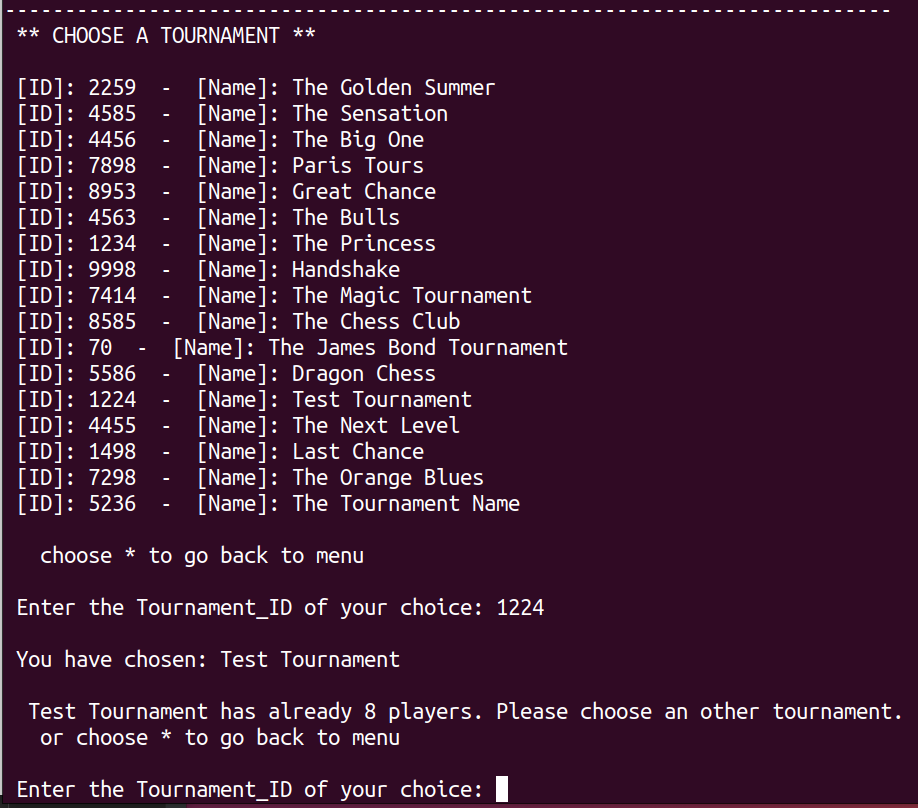 --------------------------------------------------------------------------
** CHOOSE A TOURNAMENT **
[ID]: 2259  -  [Name]: The Golden Summer
[ID]: 4585  -  [Name]: The Sensation
[ID]: 4456  -  [Name]: The Big One
[ID]: 7898  -  [Name]: Paris Tours
[ID]: 8953  -  [Name]: Great Chance
[ID]: 4563  -  [Name]: The Bulls
[ID]: 1234  -  [Name]: The Princess
[ID]: 9998  -  [Name]: Handshake
[ID]: 7414  -  [Name]: The Magic Tournament
[ID]: 8585  -  [Name]: The Chess Club
[ID]: 70  -  [Name]: The James Bond Tournament
[ID]: 5586  -  [Name]: Dragon Chess
[ID]: 1224  -  [Name]: Test Tournament
[ID]: 4455  -  [Name]: The Next Level
[ID]: 1498  -  [Name]: Last Chance
[ID]: 7298  -  [Name]: The Orange Blues
[ID]: 5236  -  [Name]: The Tournament Name
choose * to go back to menu
Enter the Tournament_ID of your choice: 1224
You have chosen: Test Tournament
Test Tournament has already 8 players. Please choose an other tournament.
or choose * to go back to menu
Enter the Tournament_ID of your choice: